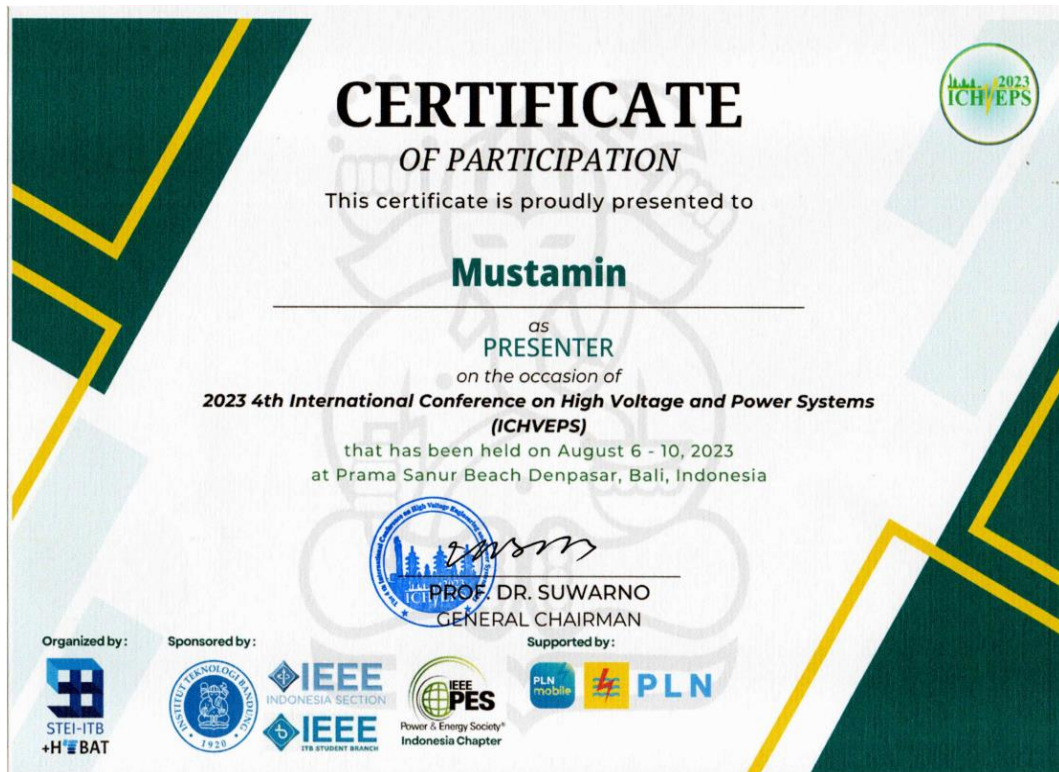 2023
ICHVEPS
CERTIFICATE
OF PARTICIPATION
This certificate is proudly presented to
Mustamin
as
PRESENTER
on the occasion of
2023 4th International Conference on High Voltage and Power Systems
(ICHVEPS)
that has been held on August 6 - 10, 2023
at Prama Sanur Beach Denpasar, Bali, Indonesia
PROF. DR. SUWARNO
GENERAL CHAIRMAN
Organized by :
Sponsored by :
Supported by :
STEI-ITB
INSTITUT TEKNOLOGI BANDUNG
1920
IEEE
INDONESIA SECTION
IEEE
ITB STUDENT BRANCH
IEEE
PES
Power & Energy Society®
Indonesia Chapter
PLN
mobile
PLN